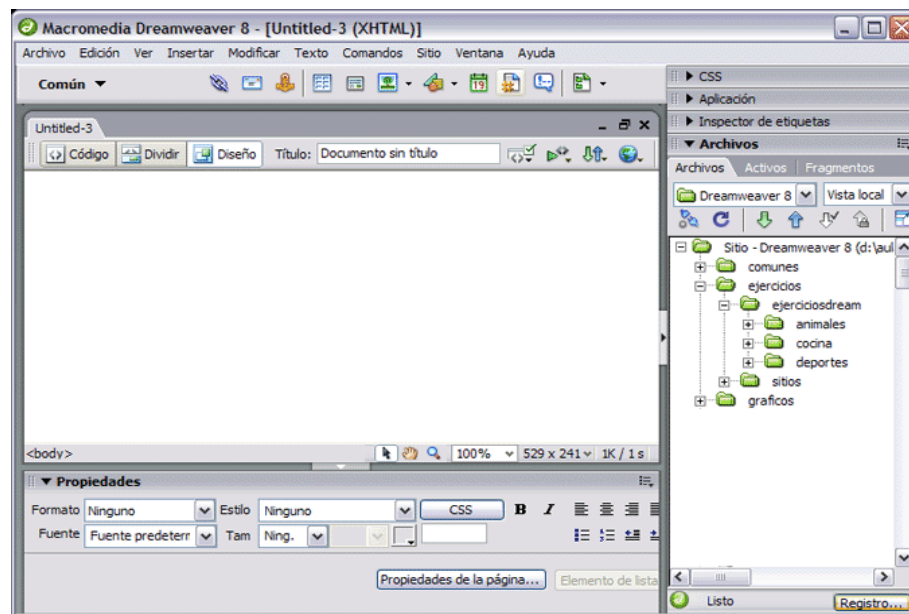 Macromedia Dreamweaver 8 - [Untitled-3 (XHTML)]
Archivo Edición Ver Insertar Modificar Texto Comandos Sitio Ventana Ayuda
Común
19
Untitled-3
Código Dividir Diseño Título: Documento sin título
<body> 100% 529 x 241 1K / 1 s
Propiedades
Formato Ninguno Estilo Ninguno CSS B I
Fuente Fuente predeterr Tam Ning.
Propiedades de la página... Elemento de lista
CSS
Aplicación
Inspector de etiquetas
Archivos
Archivos Activos Fragmentos
Dreamweaver 8 Vista local
Sitio - Dreamweaver 8 (d:\aul
comunes
ejercicios
ejerciciosdream
animales
cocina
deportes
sitios
graficos
Listo Registro...